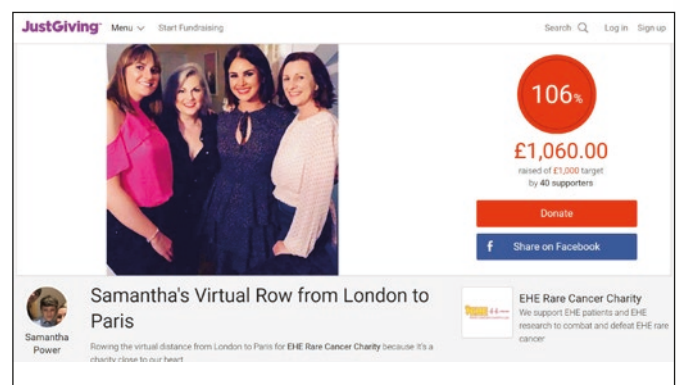 JustGiving™ Menu Start Fundraising Search Log in Sign up
106%
£1,060.00
raised of £1,000 target
by 40 supporters
Donate
f Share on Facebook
Samantha
Power
Samantha's Virtual Row from London to
Paris
Rowing the virtual distance from London to Paris for EHE Rare Cancer Charity because it's a
charity close to our heart
EHE Rare Cancer Charity
We support EHE patients and EHE
research to combat and defeat EHE rare
cancer